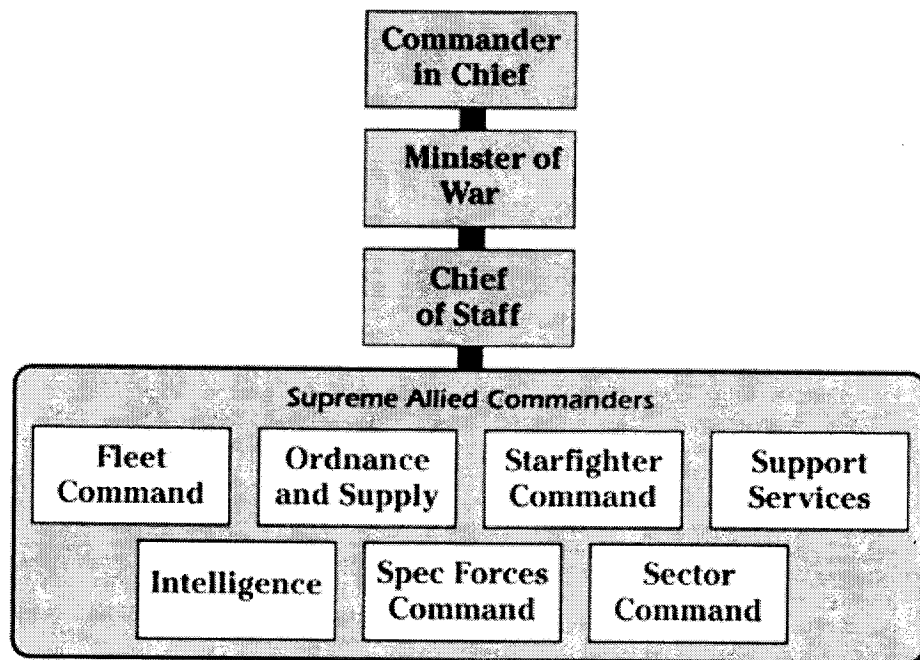 Commander
in Chief
Minister of
War
Chief
of Staff
Supreme Allied Commanders
Fleet
Command
Ordnance
and Supply
Starfighter
Command
Support
Services
Intelligence
Spec Forces
Command
Sector
Command